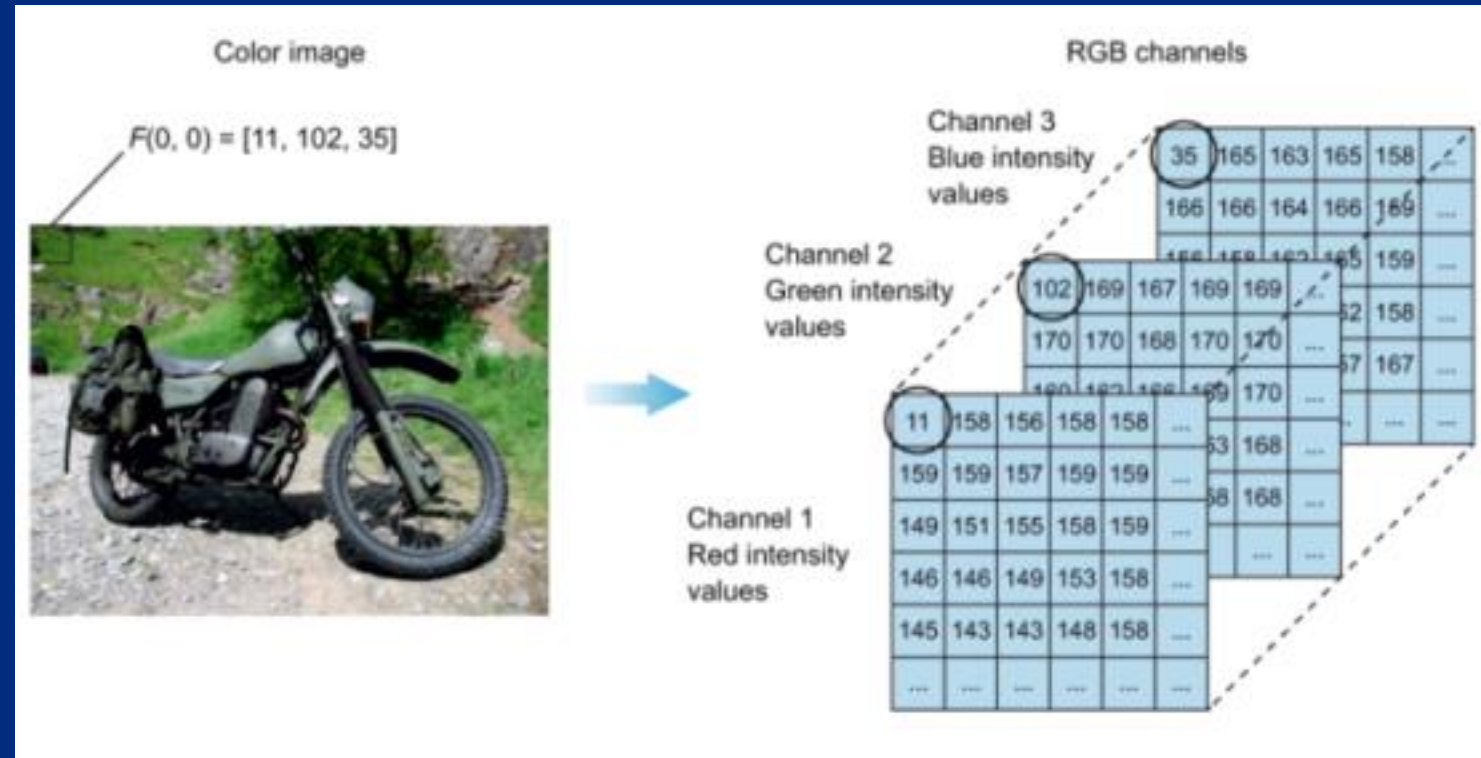 Color image
F(0, 0) = [11, 102, 35]
RGB channels
Channel 3
Blue intensity
values
35 165 163 165 158 ...
166 166 164 166 169 ...
159 ...
158 ...
167 ...
... ...
Channel 2
Green intensity
values
102 169 167 169 169 ...
170 170 168 170 170 ...
170 ...
168 ...
168 ...
... ...
Channel 1
Red intensity
values
11 158 156 158 158 ...
159 159 157 159 159 ...
149 151 155 158 159 ...
146 146 149 153 158 ...
145 143 143 148 158 ...
... ... ... ... ... ...